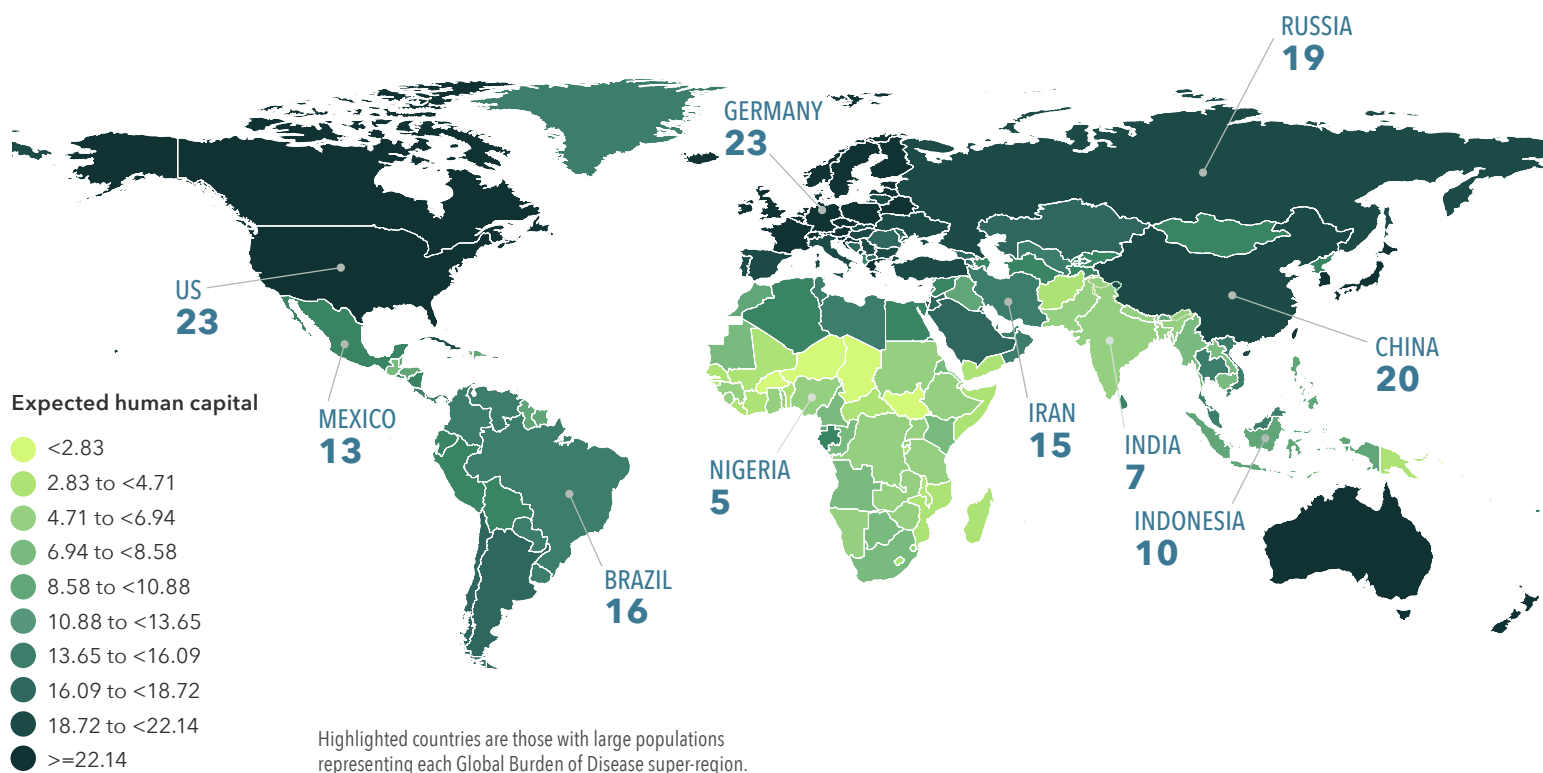 RUSSIA
19
GERMANY
23
US
23
CHINA
20
MEXICO
13
IRAN
15
INDIA
7
NIGERIA
5
INDONESIA
10
BRAZIL
16
Expected human capital
<2.83
2.83 to <4.71
4.71 to <6.94
6.94 to <8.58
8.58 to <10.88
10.88 to <13.65
13.65 to <16.09
16.09 to <18.72
18.72 to <22.14
>=22.14
Highlighted countries are those with large populations
representing each Global Burden of Disease super-region.